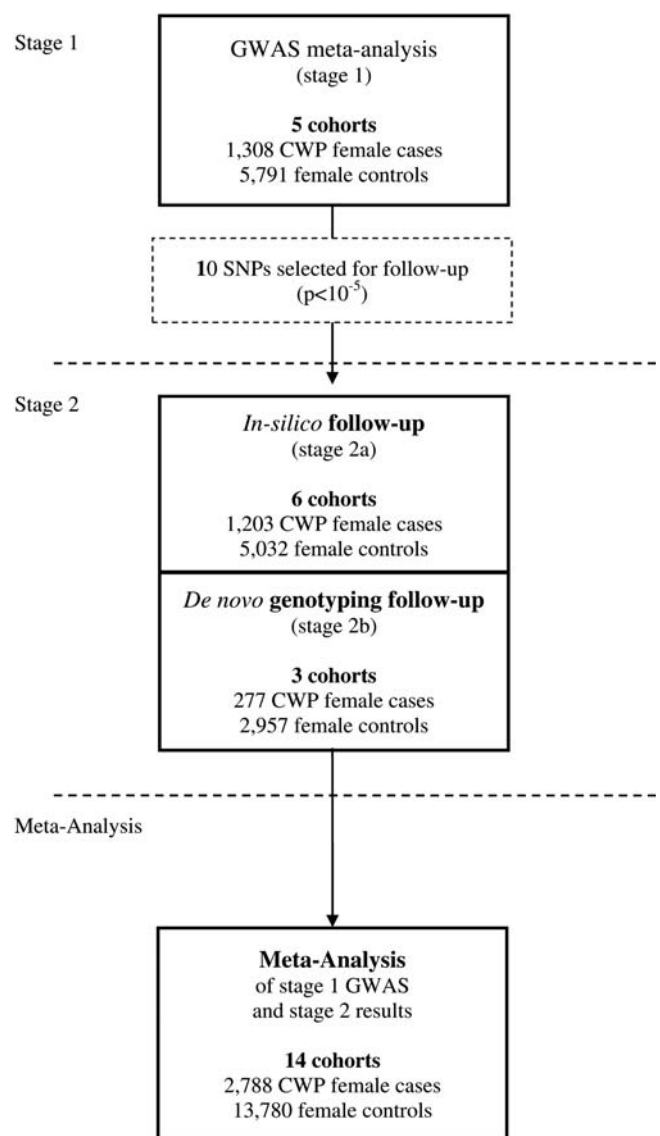 Stage 1
GWAS meta-analysis
(stage 1)
5 cohorts
1,308 CWP female cases
5,791 female controls
10 SNPs selected for follow-up
(p<10⁻⁵)
Stage 2
In-silico follow-up
(stage 2a)
6 cohorts
1,203 CWP female cases
5,032 female controls
De novo genotyping follow-up
(stage 2b)
3 cohorts
277 CWP female cases
2,957 female controls
Meta-Analysis
Meta-Analysis
of stage 1 GWAS
and stage 2 results
14 cohorts
2,788 CWP female cases
13,780 female controls